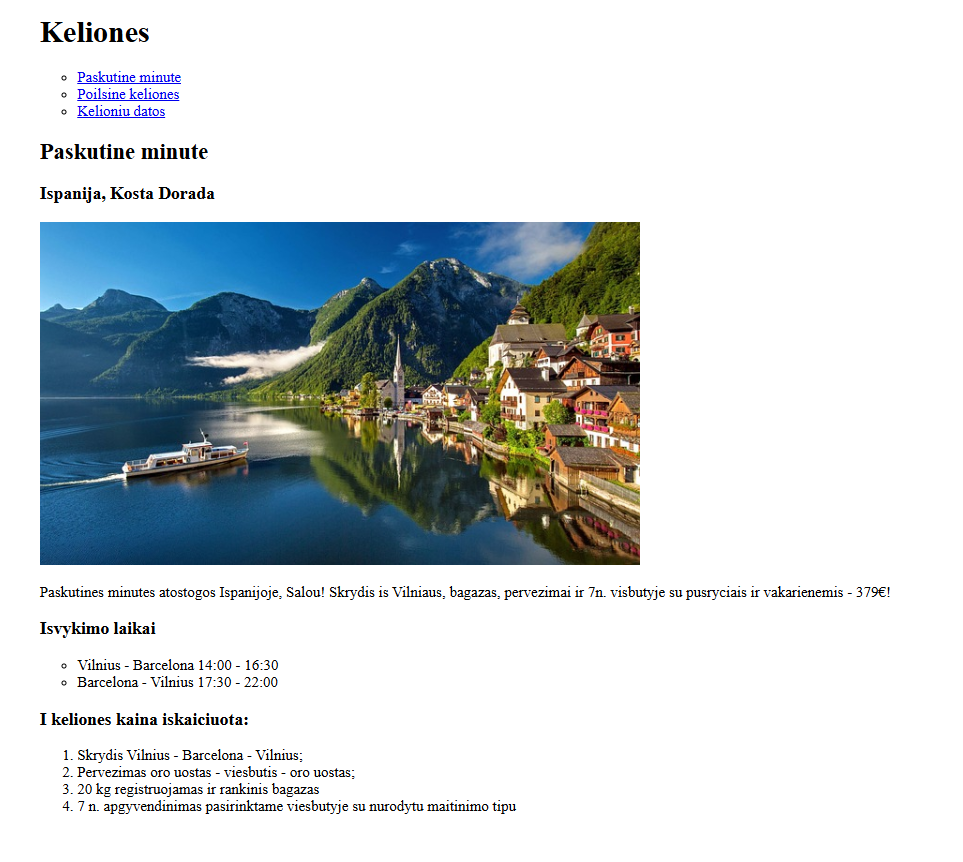 Keliones
Paskutine minute
Poilsine keliones
Kelioniu datos
Paskutine minute
Ispanija, Kosta Dorada
Paskutines minutes atostogos Ispanijoje, Salou! Skrydis is Vilniaus, bagazas, pervezimai ir 7n. visbutyje su pusryciais ir vakarienemis - 379€!
Isvykimo laikai
Vilnius - Barcelona 14:00 - 16:30
Barcelona - Vilnius 17:30 - 22:00
I keliones kaina iskaiciuota:
1. Skrydis Vilnius - Barcelona - Vilnius;
2. Pervezimas oro uostas - viesbutis - oro uostas;
3. 20 kg registruojamas ir rankinis bagazas
4. 7 n. apgyvendinimas pasirinktame viesbutyje su nurodytu maitinimo tipu